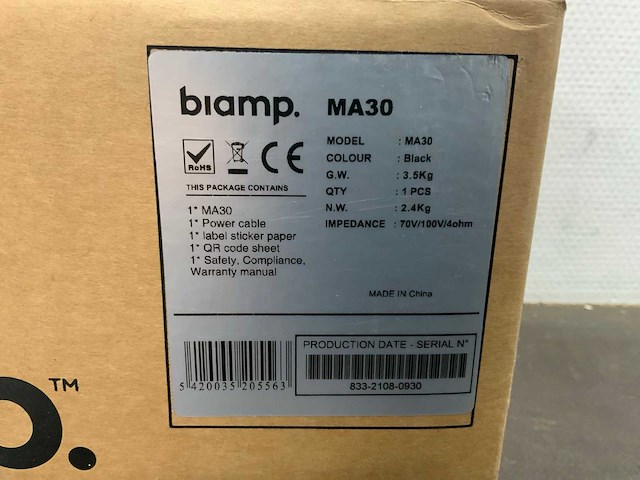 biamp. MA30
MODEL : MA30
COLOUR : Black
G.W. : 3.5Kg
QTY : 1 PCS
N.W. : 2.4Kg
IMPEDANCE : 70V/100V/4ohm
RoHS
THIS PACKAGE CONTAINS
1* MA30
1* Power cable
1* label sticker paper
1* QR code sheet
1* Safety, Compliance,
Warranty manual
MADE IN China
PRODUCTION DATE - SERIAL N°
833-2108-0930
5 420035 205563
p.™